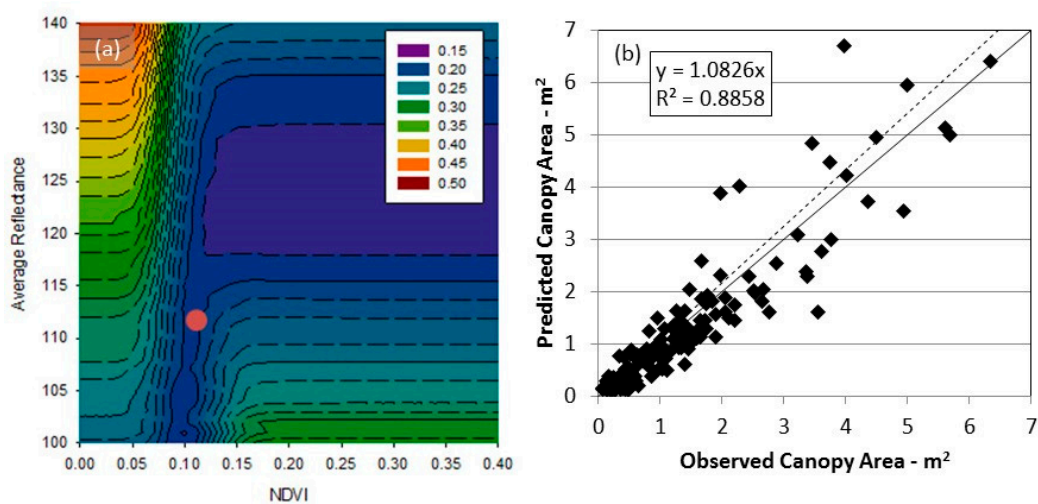 (a)
140
135
130
125
120
115
110
105
100
Average Refledance
0.00 0.05 0.10 0.15 0.20 0.25 0.30 0.35 0.40
NDVI
0.15
0.20
0.25
0.30
0.35
0.40
0.45
0.50
(b)
y = 1.0826x
R² = 0.8858
7
6
5
4
3
2
1
0
Predicted Canopy Area - m²
0 1 2 3 4 5 6 7
Observed Canopy Area - m²